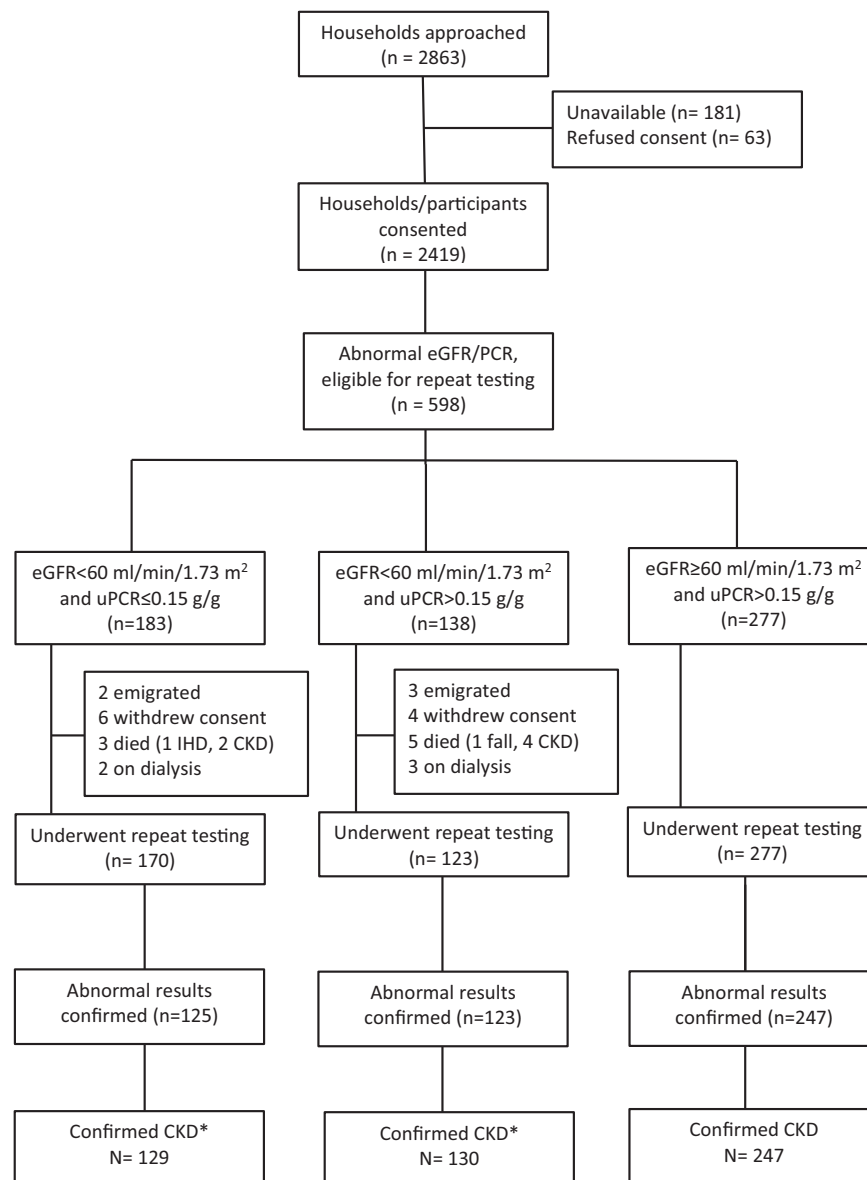 Households approached
(n = 2863)
Unavailable (n= 181)
Refused consent (n= 63)
Households/participants
consented
(n = 2419)
Abnormal eGFR/PCR,
eligible for repeat testing
(n = 598)
eGFR<60 ml/min/1.73 m²
and uPCR≤0.15 g/g
(n=183)
eGFR<60 ml/min/1.73 m²
and uPCR>0.15 g/g
(n=138)
eGFR≥60 ml/min/1.73 m²
and uPCR>0.15 g/g
(n=277)
2 emigrated
6 withdrew consent
3 died (1 IHD, 2 CKD)
2 on dialysis
3 emigrated
4 withdrew consent
5 died (1 fall, 4 CKD)
3 on dialysis
Underwent repeat testing
(n= 170)
Underwent repeat testing
(n= 123)
Underwent repeat testing
(n= 277)
Abnormal results
confirmed (n=125)
Abnormal results
confirmed (n=123)
Abnormal results
confirmed (n=247)
Confirmed CKD*
N= 129
Confirmed CKD*
N= 130
Confirmed CKD
N= 247